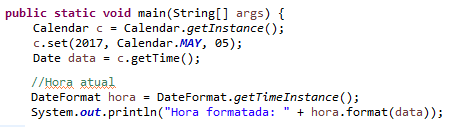 public static void main(String[] args) {
Calendar c = Calendar.getInstance();
c.set(2017, Calendar.MAY, 05);
Date data = c.getTime();
//Hora atual
DateFormat hora = DateFormat.getTimeInstance();
System.out.println("Hora formatada: " + hora.format(data));